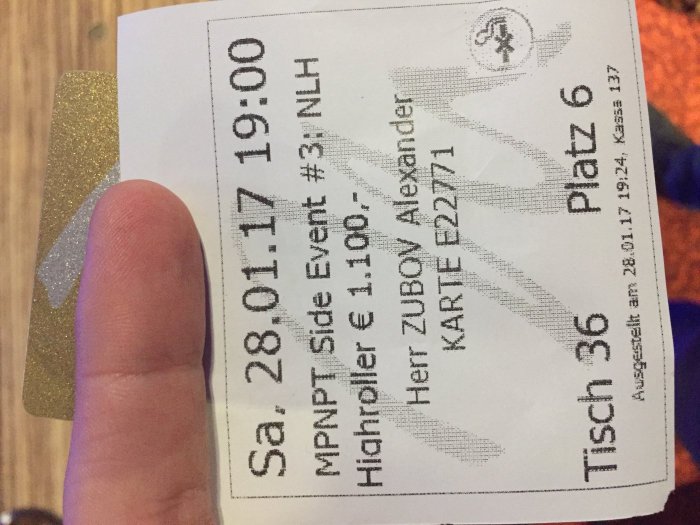 Sa, 28.01.17 19:00
MPNPT Side Event #3: NLH
Highroller € 1.100,-
Herr ZUBOV Alexander
KARTE E22771
Tisch 36 Platz 6
Ausgestellt am 28.01.17 19:24, Kassa 137